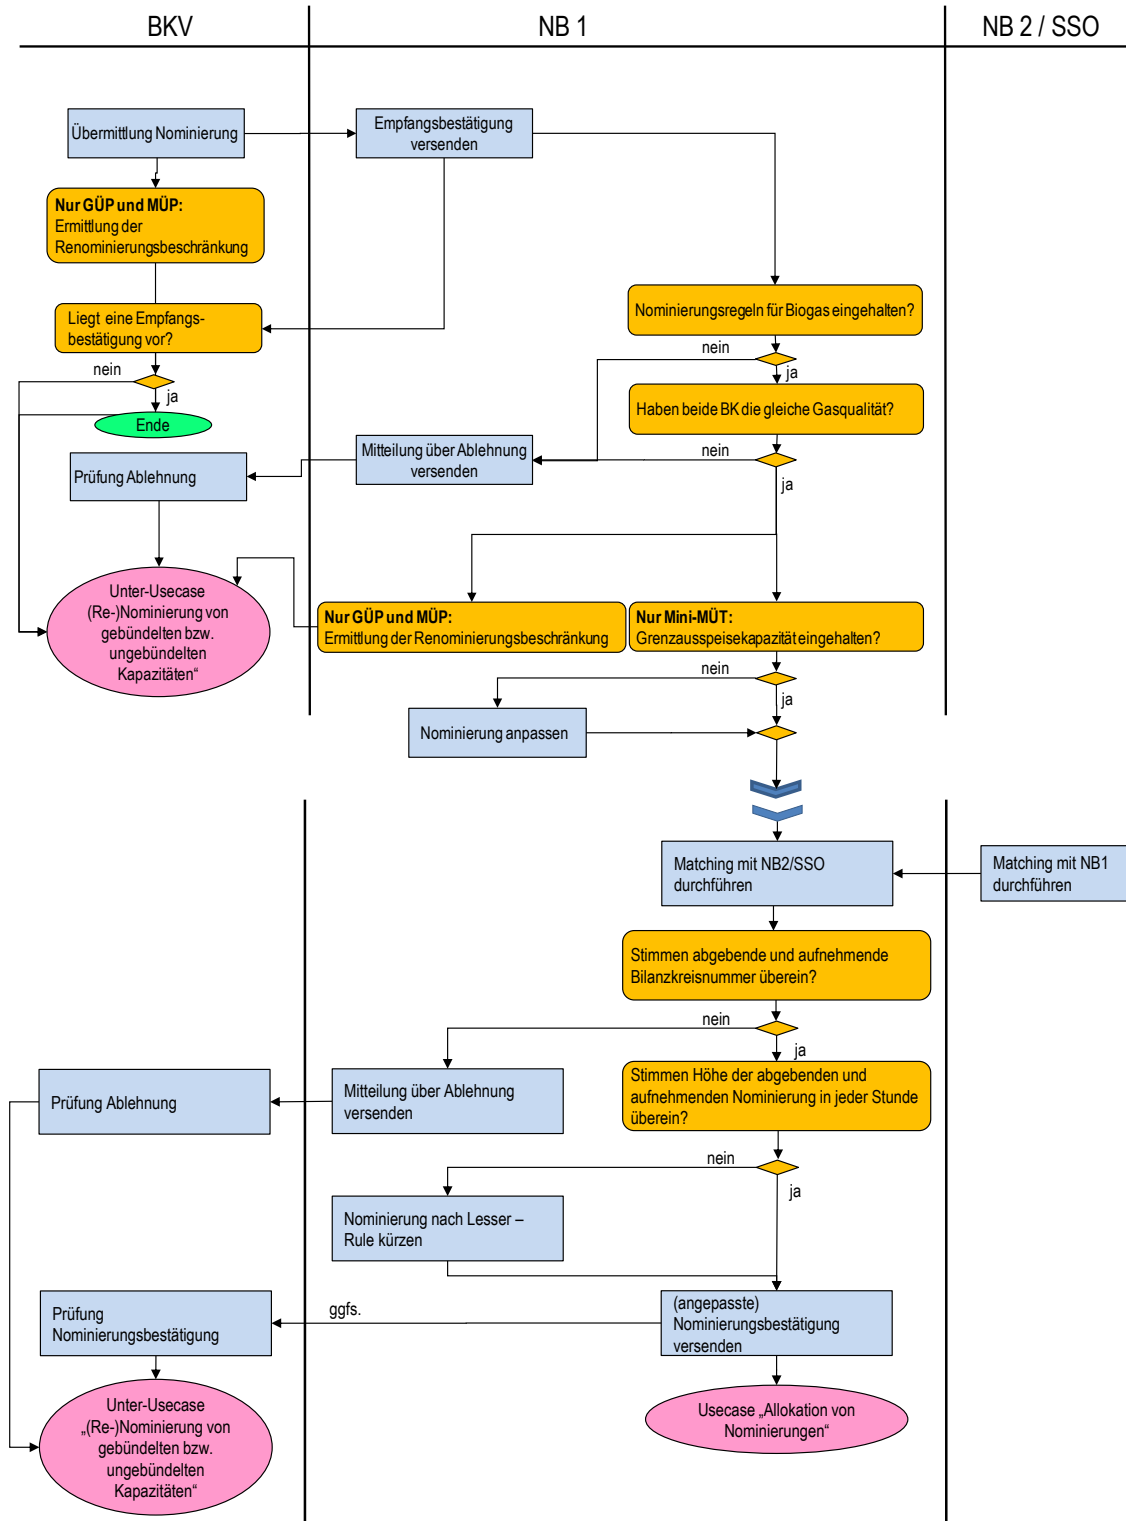 BKV
NB 1
NB 2 / SSO
Übermittlung Nominierung
Empfangsbestätigung
versenden
Nur GÜP und MÜP:
Ermittlung der
Renominierungsbeschränkung
Nominierungsregeln für Biogas eingehalten?
Liegt eine Empfangs-
bestätigung vor?
nein
ja
nein
ja
Ende
Haben beide BK die gleiche Gasqualität?
nein
ja
Mitteilung über Ablehnung
versenden
Prüfung Ablehnung
Unter-Usecase
(Re-)Nominierung von
gebündelten bzw.
ungebündelten
Kapazitäten“
Nur GÜP und MÜP:
Ermittlung der Renominierungsbeschränkung
Nur Mini-MÜT:
Grenzausspeisekapazität eingehalten?
nein
ja
Nominierung anpassen
Matching mit NB2/SSO
durchführen
Matching mit NB1
durchführen
Stimmen abgebende und aufnehmende
Bilanzkreisnummer überein?
nein
ja
Prüfung Ablehnung
Mitteilung über Ablehnung
versenden
Stimmen Höhe der abgebenden und
aufnehmenden Nominierung in jeder Stunde
überein?
nein
ja
Nominierung nach Lesser –
Rule kürzen
Prüfung
Nominierungsbestätigung
ggfs.
(angepasste)
Nominierungsbestätigung
versenden
Unter-Usecase
„(Re-)Nominierung von
gebündelten bzw.
ungebündelten
Kapazitäten“
Usecase „Allokation von
Nominierungen“